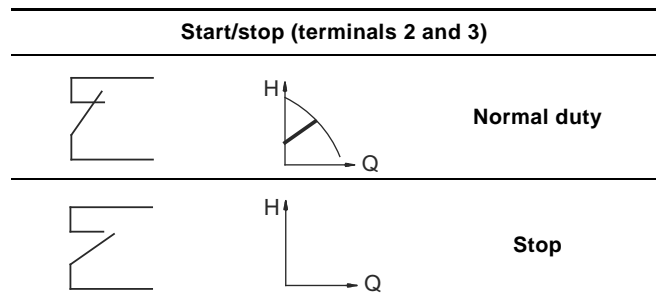 Start/stop (terminals 2 and 3)
H
Q
Normal duty
H
Q
Stop